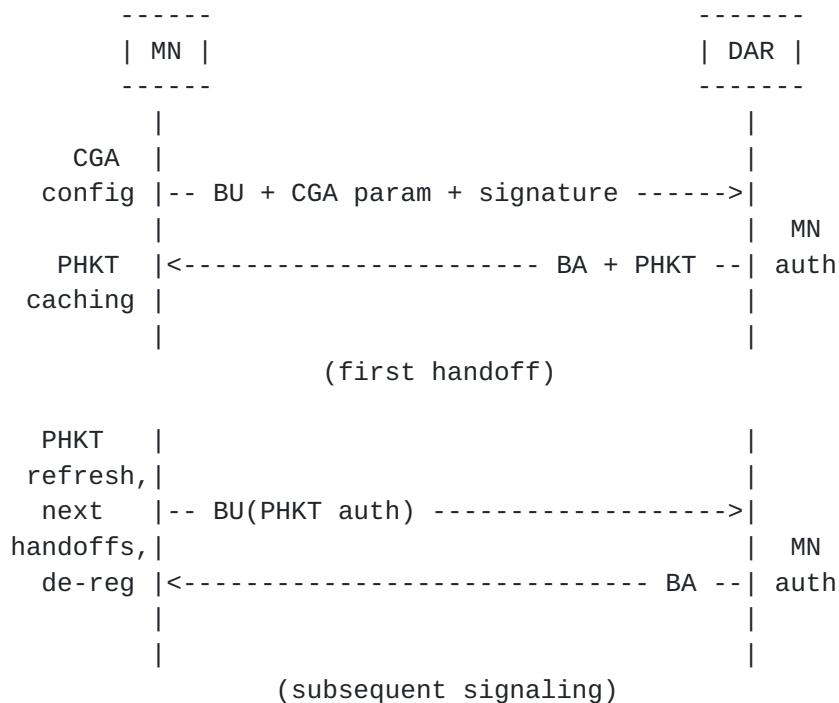 ------                                -------
| MN |                                | DAR |
------                                -------
|                                     |
CGA  |                                     |
config |-- BU + CGA param + signature ------>|
|                                     |  MN
PHKT  |<----------------------- BA + PHKT --| auth
caching |                                     |
|                                     |
(first handoff)
PHKT   |                                     |
refresh,|                                     |
next   |-- BU(PHKT auth) ------------------->|
handoffs,|                                     |  MN
de-reg |<------------------------------ BA --| auth
|                                     |
|                                     |
(subsequent signaling)